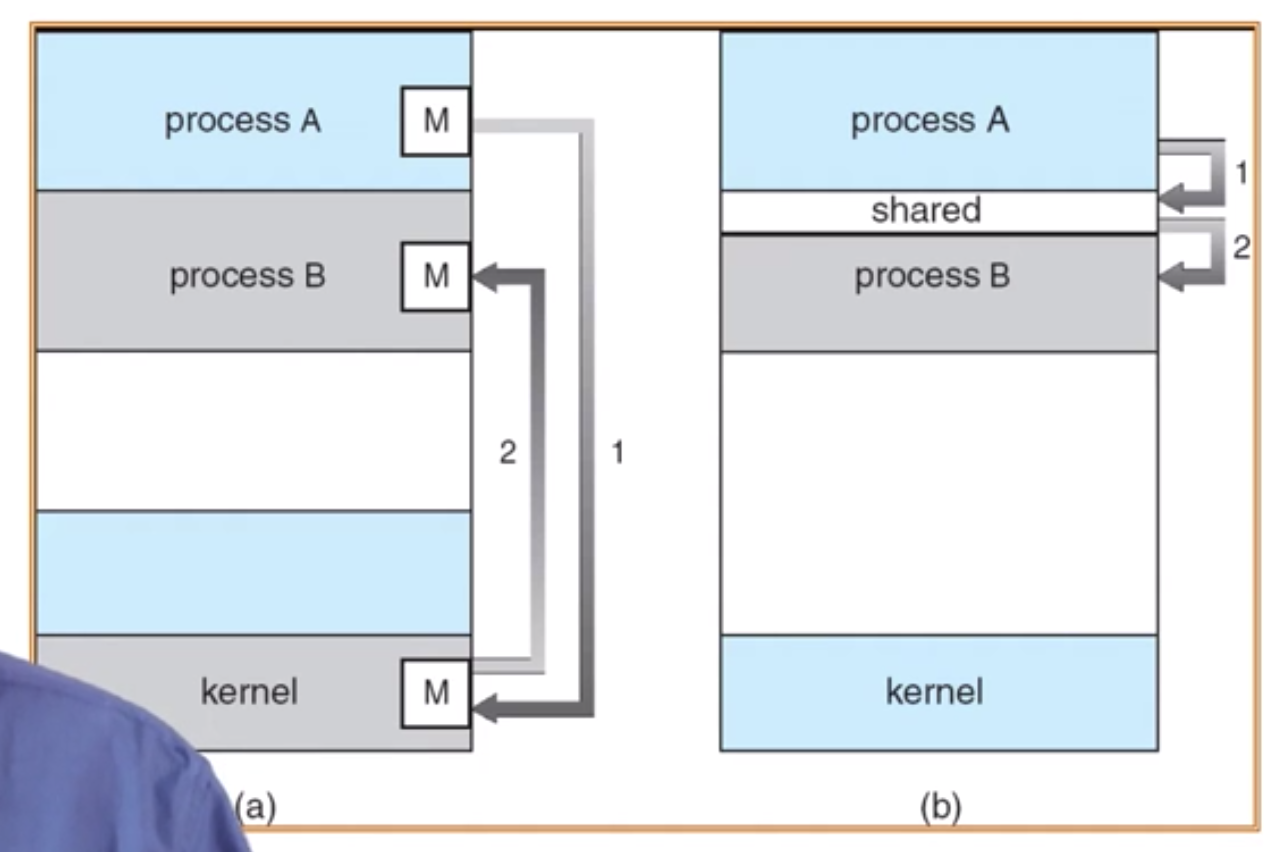 process A
M
process B
M
2
1
kernel
M
(a)
process A
1
shared
2
process B
kernel
(b)